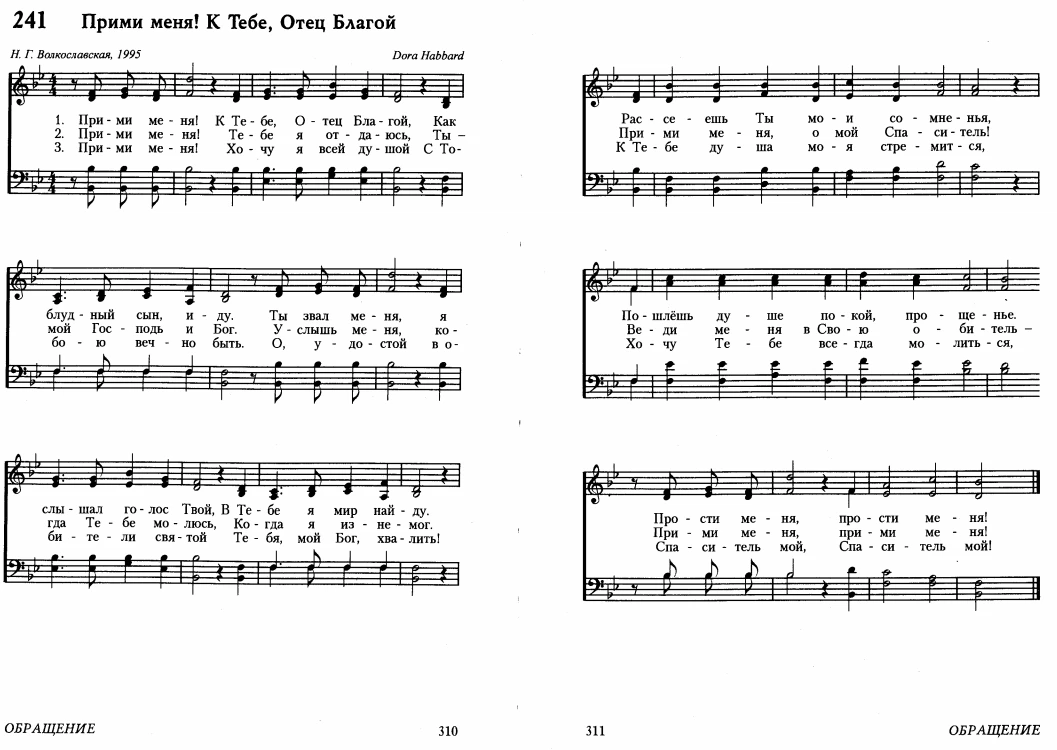 241 Прими меня! К Тебе, Отец Благой
Н. Г. Волкославская, 1995 Dora Habbard
1. При - ми ме - ня! К Те - бе, О - тец Бла - гой, Как
2. При - ми ме - ня! Те - бе я от - да - юсь, Ты –
3. При - ми ме - ня! Хо - чу я всей ду - шой С То-
блуд - ный сын, и - ду. Ты звал ме - ня, я
мой Гос -подь и Бог. У - слышь ме - ня, ко-
бо - ю веч - но быть. О, у - до - стой в о-
слы - шал го - лос Твой, В Те - бе я мир най - ду.
гда Те - бе мо - люсь, Ко - гда я из - не - мог.
би - те - ли свя - той Те - бя, мой Бог, хва - лить!
ОБРАЩЕНИЕ 310
Рас - се - ешь Ты мо - и со - мне - нья,
При - ми ме - ня, о мой Спа - си - тель!
К Те - бе ду - ша мо - я стре - мит - ся,
По - шлёшь ду - ше по - кой, про - ще - нье.
Ве - ди ме - ня в Сво - ю о - би - тель –
Хо - чу Те - бе все - гда мо - лить - ся,
Про - сти ме - ня, про - сти ме - ня!
При - ми ме - ня, при - ми ме - ня!
Спа - си - тель мой, Спа - си - тель мой!
311 ОБРАЩЕНИЕ